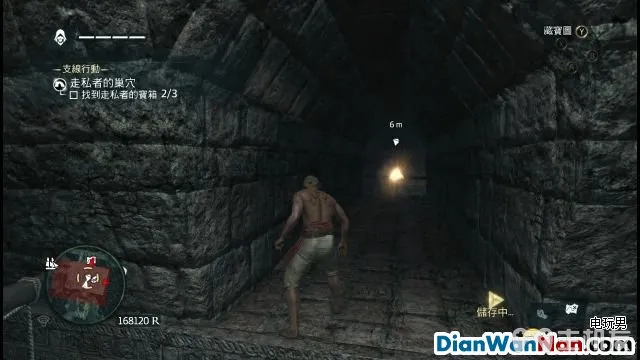 藏寶圖 Y
支線行動
走私者的巢穴
找到走私者的寶箱 2/3
6 m
168120 R
儲存中..
电玩男
DianWanNan.com